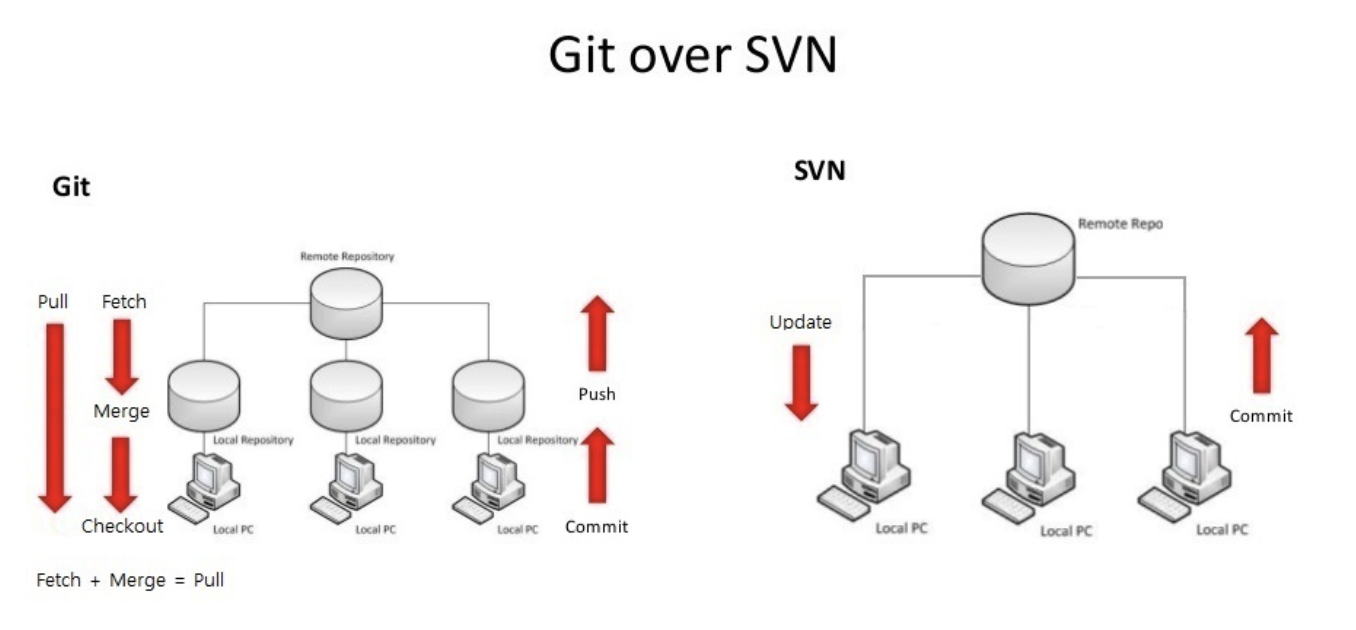 Git over SVN
Git
Remote Repository
Pull
Fetch
Merge
Checkout
Local Repository
Local Repository
Local Repository
Local PC
Local PC
Local PC
Push
Commit
Fetch + Merge = Pull
SVN
Remote Repo
Update
Commit
Local PC
Local PC
Local PC